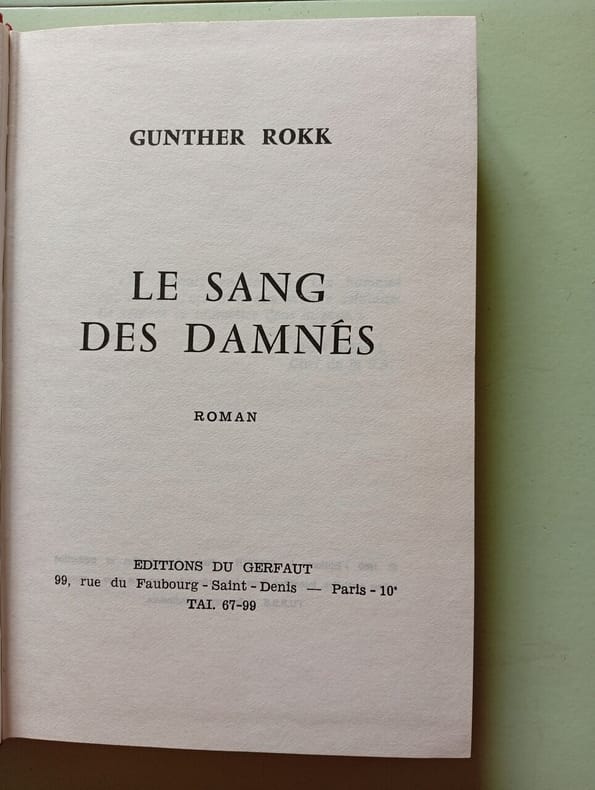 GUNTHER ROKK
LE SANG
DES DAMNÉS
ROMAN
EDITIONS DU GERFAUT
99, rue du Faubourg - Saint - Denis — Paris - 10ᵉ
TAI. 67-99